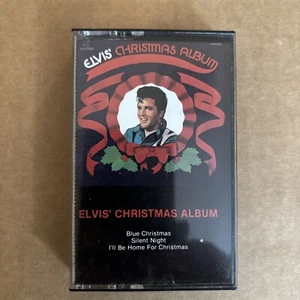 ELVIS' CHRISTMAS ALBUM
ELVIS' CHRISTMAS ALBUM
Blue Christmas
Silent Night
I'll Be Home For Christmas